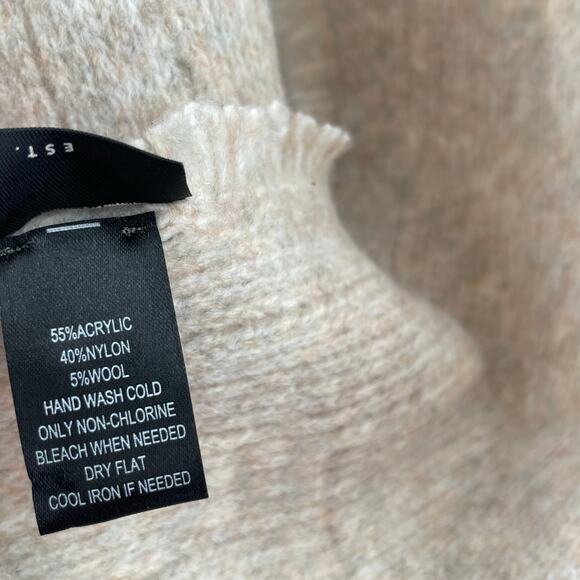 EST.
55%ACRYLIC
40%NYLON
5%WOOL
HAND WASH COLD
ONLY NON-CHLORINE
BLEACH WHEN NEEDED
DRY FLAT
COOL IRON IF NEEDED